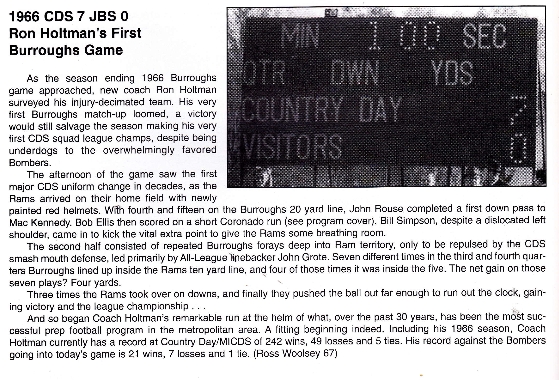 1966 CDS 7 JBS 0
Ron Holtman's First
Burroughs Game
MIN 1 00 SEC
QTR DWN YDS
COUNTRY DAY 7
VISITORS 0
As the season ending 1966 Burroughs
game approached, new coach Ron Holtman
surveyed his injury-decimated team. His very
first Burroughs match-up loomed, a victory
would still salvage the season making his very
first CDS squad league champs, despite being
underdogs to the overwhelmingly favored
Bombers.
The afternoon of the game saw the first
major CDS uniform change in decades, as the
Rams arrived on their home field with newly
painted red helmets. With fourth and fifteen on the Burroughs 20 yard line, John Rouse completed a first down pass to
Mac Kennedy. Bob Ellis then scored on a short Coronado run (see program cover). Bill Simpson, despite a dislocated left
shoulder, came in to kick the vital extra point to give the Rams some breathing room.
The second half consisted of repeated Burroughs forays deep into Ram territory, only to be repulsed by the CDS
smash mouth defense, led primarily by All-League linebacker John Grote. Seven different times in the third and fourth quar-
ters Burroughs lined up inside the Rams ten yard line, and four of those times it was inside the five. The net gain on those
seven plays? Four yards.
Three times the Rams took over on downs, and finally they pushed the ball out far enough to run out the clock, gain-
ing victory and the league championship . . .
And so began Coach Holtman's remarkable run at the helm of what, over the past 30 years, has been the most suc-
cessful prep football program in the metropolitan area. A fitting beginning indeed. Including his 1966 season, Coach
Holtman currently has a record at Country Day/MICDS of 242 wins, 49 losses and 5 ties. His record against the Bombers
going into today's game is 21 wins, 7 losses and 1 tie. (Ross Woolsey 67)